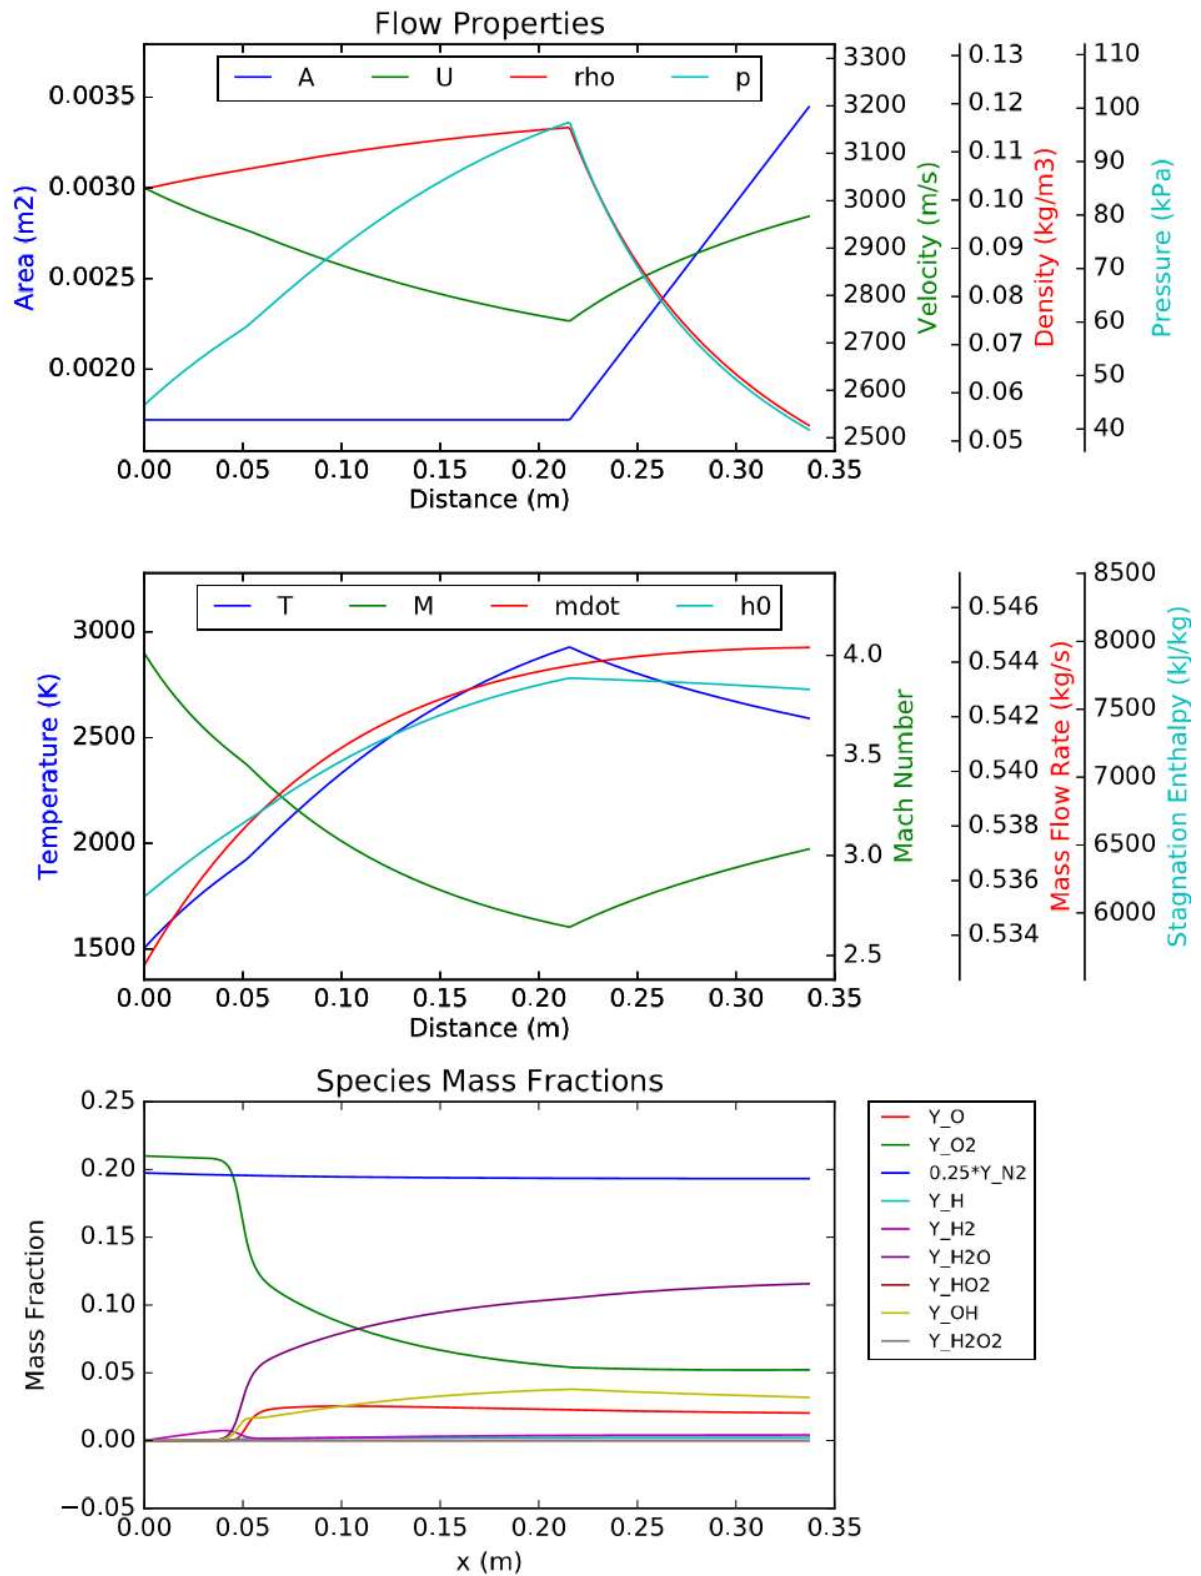 Flow Properties
A U rho p
Area (m2)
0.0035
0.0030
0.0025
0.0020
3300
3200
3100
3000
2900
2800
2700
2600
2500
Velocity (m/s)
0.13
0.12
0.11
0.10
0.09
0.08
0.07
0.06
0.05
Density (kg/m3)
110
100
90
80
70
60
50
40
Pressure (kPa)
0.00 0.05 0.10 0.15 0.20 0.25 0.30 0.35
Distance (m)
T M mdot h0
Temperature (K)
3000
2500
2000
1500
4.0
3.5
3.0
2.5
Mach Number
0.546
0.544
0.542
0.540
0.538
0.536
0.534
Mass Flow Rate (kg/s)
8500
8000
7500
7000
6500
6000
Stagnation Enthalpy (kJ/kg)
0.00 0.05 0.10 0.15 0.20 0.25 0.30 0.35
Distance (m)
Species Mass Fractions
Mass Fraction
0.25
0.20
0.15
0.10
0.05
0.00
−0.05
0.00 0.05 0.10 0.15 0.20 0.25 0.30 0.35
x (m)
Y_O
Y_O2
0.25*Y_N2
Y_H
Y_H2
Y_H2O
Y_HO2
Y_OH
Y_H2O2